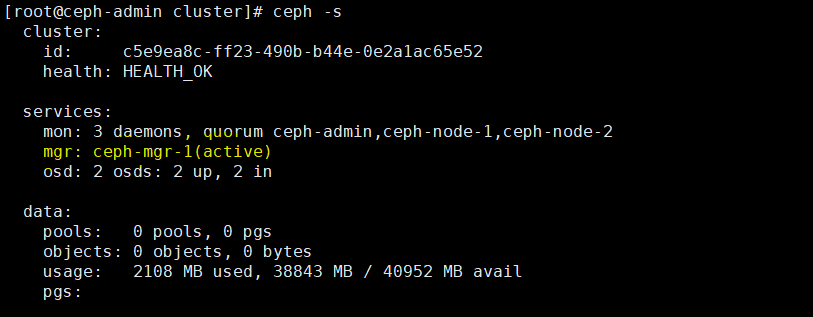 [root@ceph-admin cluster]# ceph -s
  cluster:
    id:     c5e9ea8c-ff23-490b-b44e-0e2a1ac65e52
    health: HEALTH_OK

  services:
    mon: 3 daemons, quorum ceph-admin,ceph-node-1,ceph-node-2
    mgr: ceph-mgr-1(active)
    osd: 2 osds: 2 up, 2 in

  data:
    pools:   0 pools, 0 pgs
    objects: 0 objects, 0 bytes
    usage:   2108 MB used, 38843 MB / 40952 MB avail
    pgs: